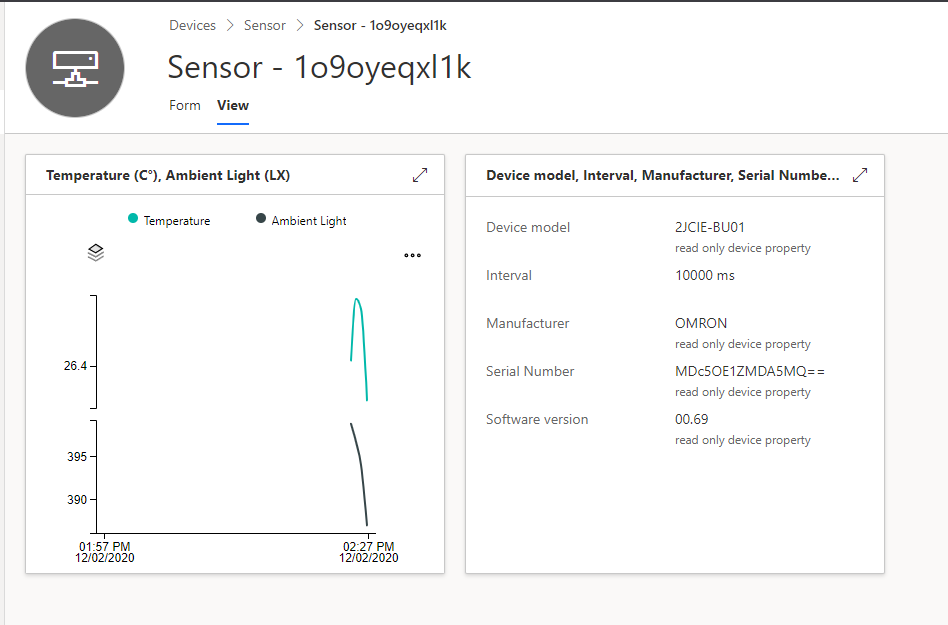 Devices > Sensor > Sensor - 1o9oyeqxl1k
Sensor - 1o9oyeqxl1k
Form View
Temperature (C°), Ambient Light (LX)
Temperature Ambient Light
26.4
395
390
01:57 PM 02:27 PM
12/02/2020 12/02/2020
Device model, Interval, Manufacturer, Serial Numbe...
Device model 2JCIE-BU01
read only device property
Interval 10000 ms
Manufacturer OMRON
read only device property
Serial Number MDc5OE1ZMDA5MQ==
read only device property
Software version 00.69
read only device property